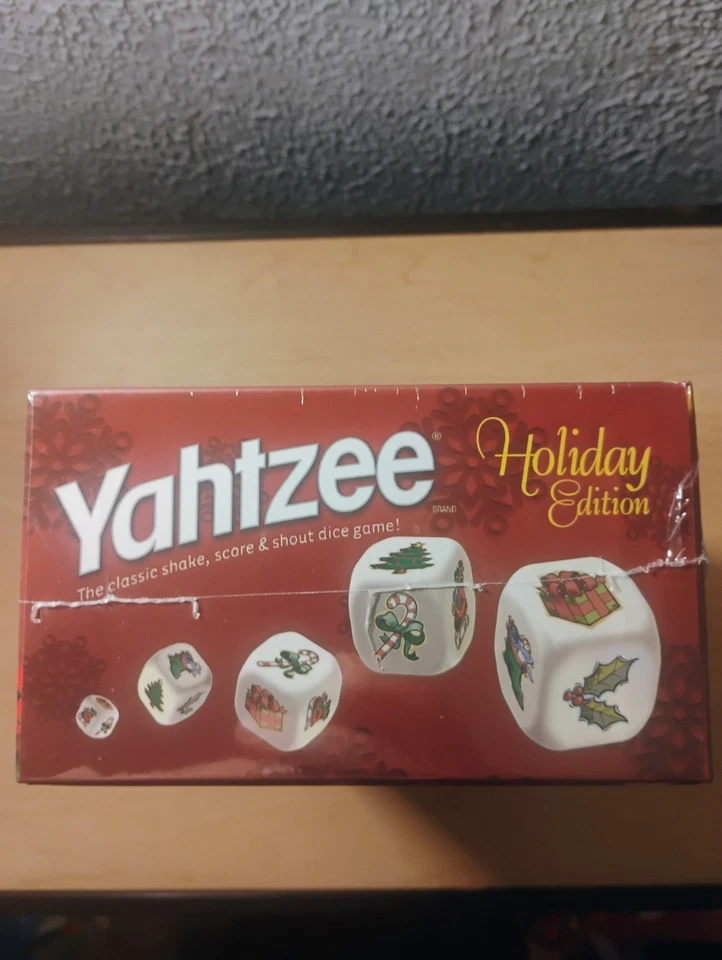 Yahtzee®
BRAND
Holiday
Edition
The classic shake, score & shout dice game!